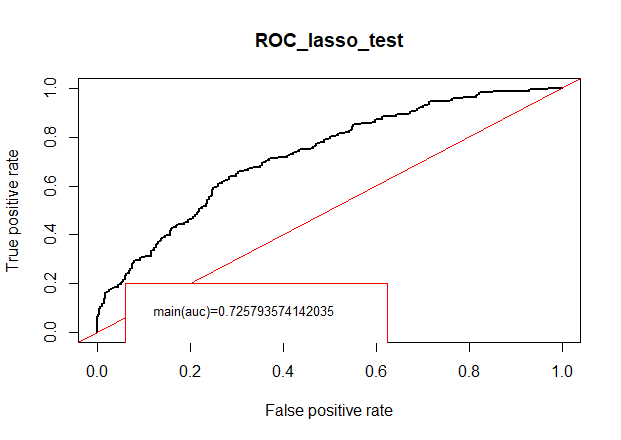 ROC_lasso_test
True positive rate
1.0
0.8
0.6
0.4
0.2
0.0
main(auc)=0.725793574142035
0.0 0.2 0.4 0.6 0.8 1.0
False positive rate